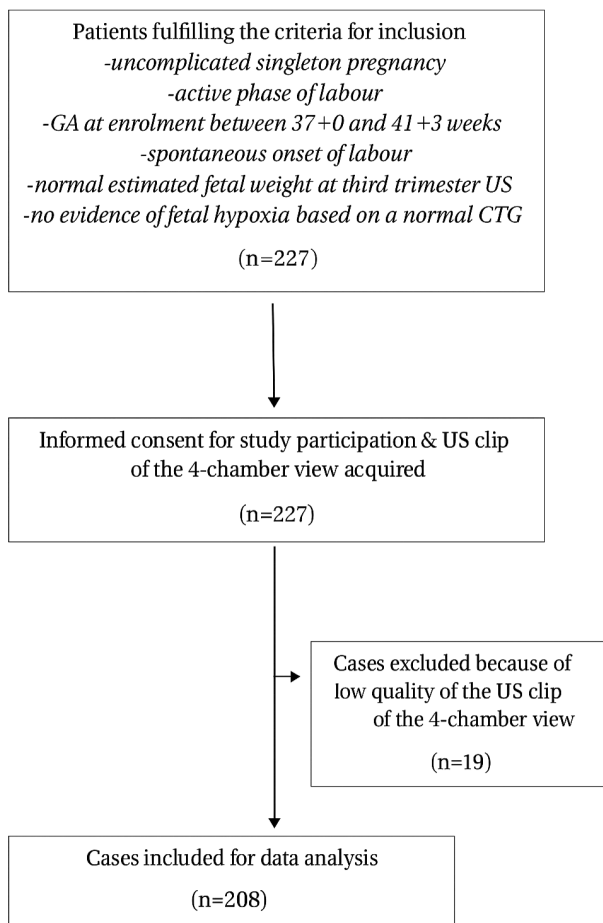 Patients fulfilling the criteria for inclusion
-uncomplicated singleton pregnancy
-active phase of labour
-GA at enrolment between 37+0 and 41+3 weeks
-spontaneous onset of labour
-normal estimated fetal weight at third trimester US
-no evidence of fetal hypoxia based on a normal CTG
(n=227)
Informed consent for study participation & US clip
of the 4-chamber view acquired
(n=227)
Cases excluded because of
low quality of the US clip
of the 4-chamber view
(n=19)
Cases included for data analysis
(n=208)